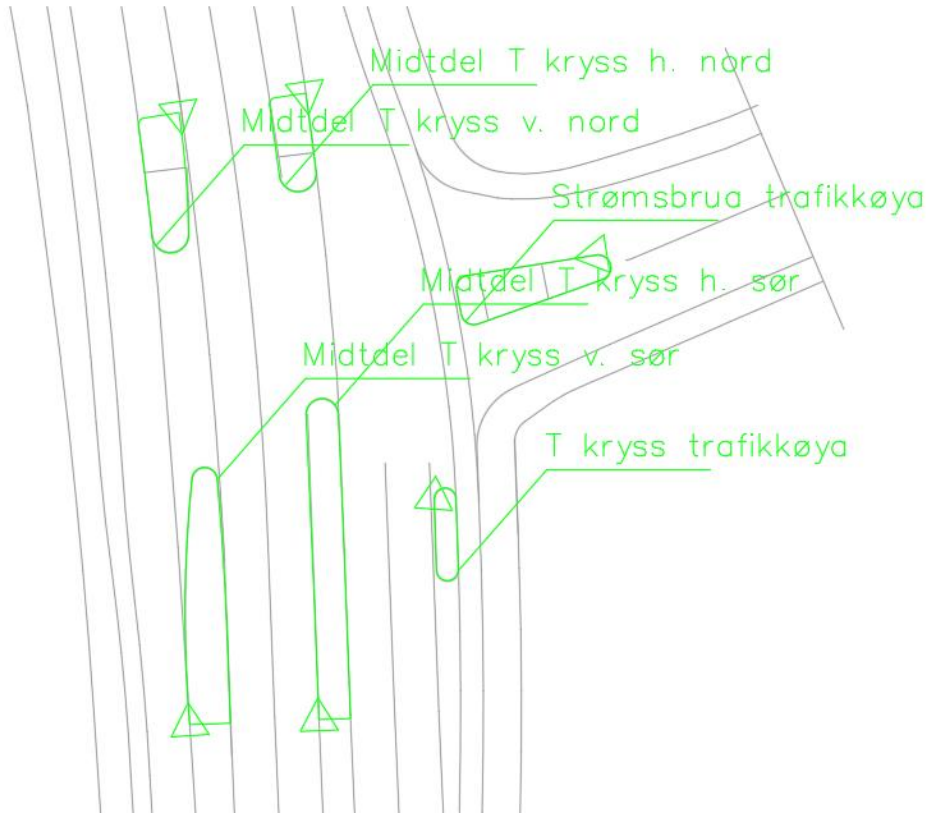 Midtdel T kryss h. nord
Midtdel T kryss v. nord
Strømsbrua trafikkøya
Midtdel T kryss h. sør
Midtdel T kryss v. sør
T kryss trafikkøya